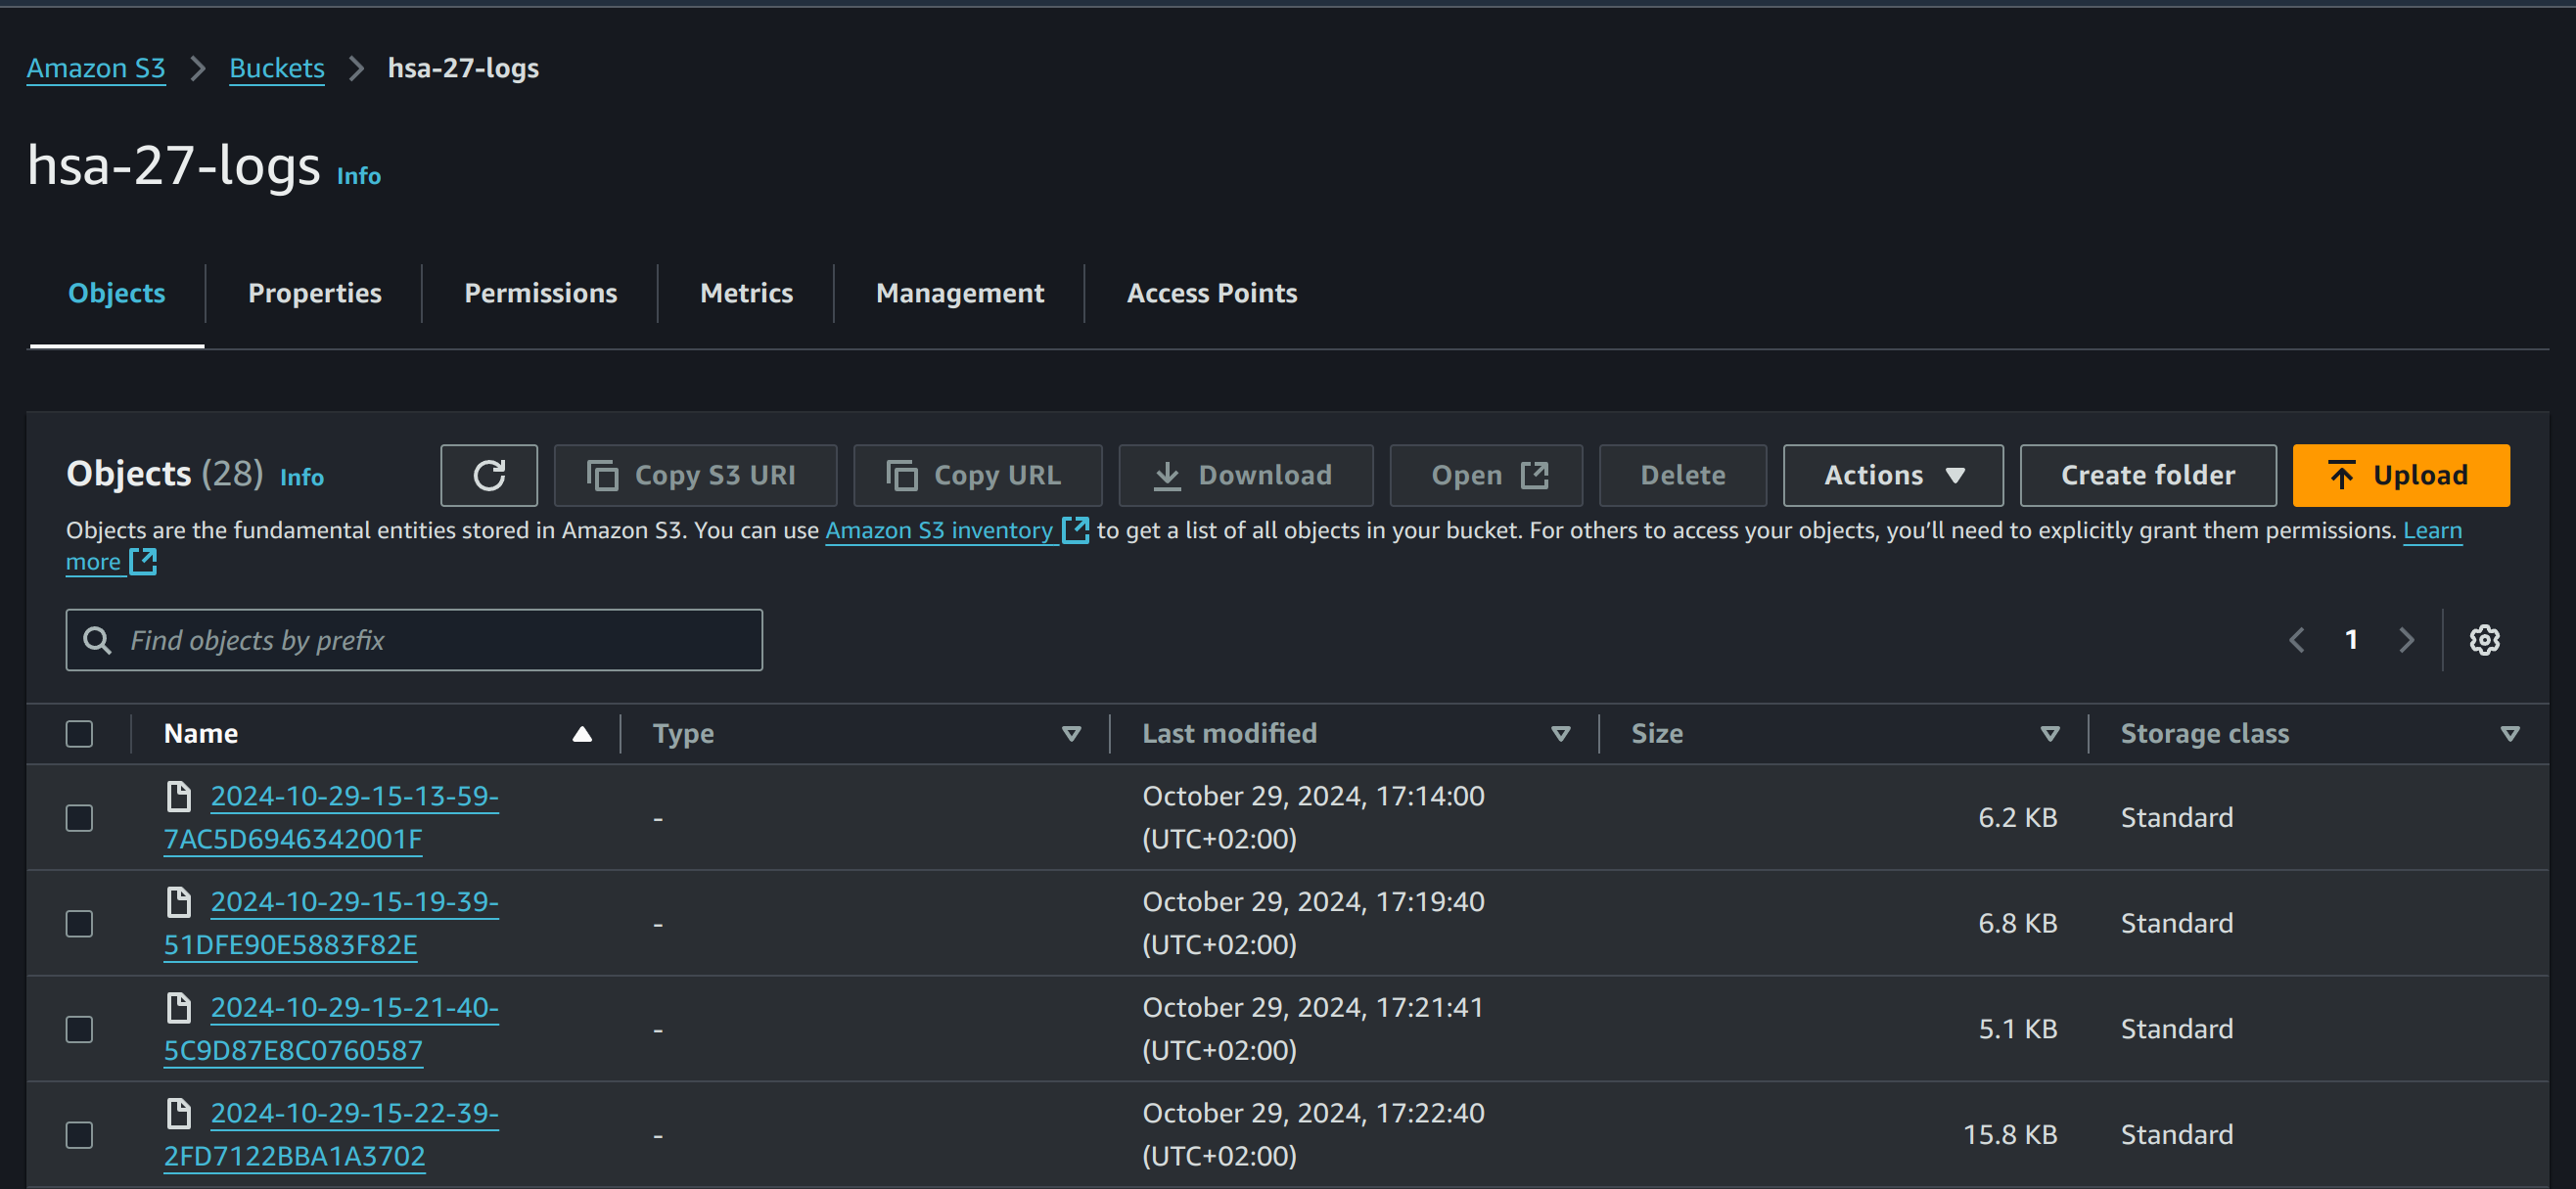 Amazon S3 > Buckets > hsa-27-logs
hsa-27-logs Info
Objects Properties Permissions Metrics Management Access Points
Objects (28) Info Copy S3 URI Copy URL Download Open Delete Actions Create folder Upload
Objects are the fundamental entities stored in Amazon S3. You can use Amazon S3 inventory to get a list of all objects in your bucket. For others to access your objects, you’ll need to explicitly grant them permissions. Learn
more
Find objects by prefix 1
Name Type Last modified Size Storage class
2024-10-29-15-13-59-
7AC5D6946342001F
-
October 29, 2024, 17:14:00
(UTC+02:00)
6.2 KB
Standard
2024-10-29-15-19-39-
51DFE90E5883F82E
-
October 29, 2024, 17:19:40
(UTC+02:00)
6.8 KB
Standard
2024-10-29-15-21-40-
5C9D87E8C0760587
-
October 29, 2024, 17:21:41
(UTC+02:00)
5.1 KB
Standard
2024-10-29-15-22-39-
2FD7122BBA1A3702
-
October 29, 2024, 17:22:40
(UTC+02:00)
15.8 KB
Standard